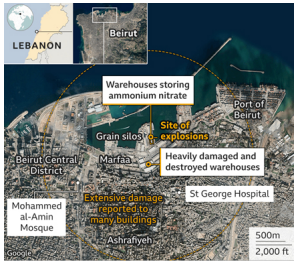 LEBANON
Beirut
Warehouses storing
ammonium nitrate
Port of
Beirut
Grain silos
Site of
explosions
Beirut Central
District
Marfaa
Heavily damaged and
destroyed warehouses
Extensive damage
reported to
many buildings
St George Hospital
Mohammed
al-Amin
Mosque
Ashrafiyeh
500m
2,000 ft
Google